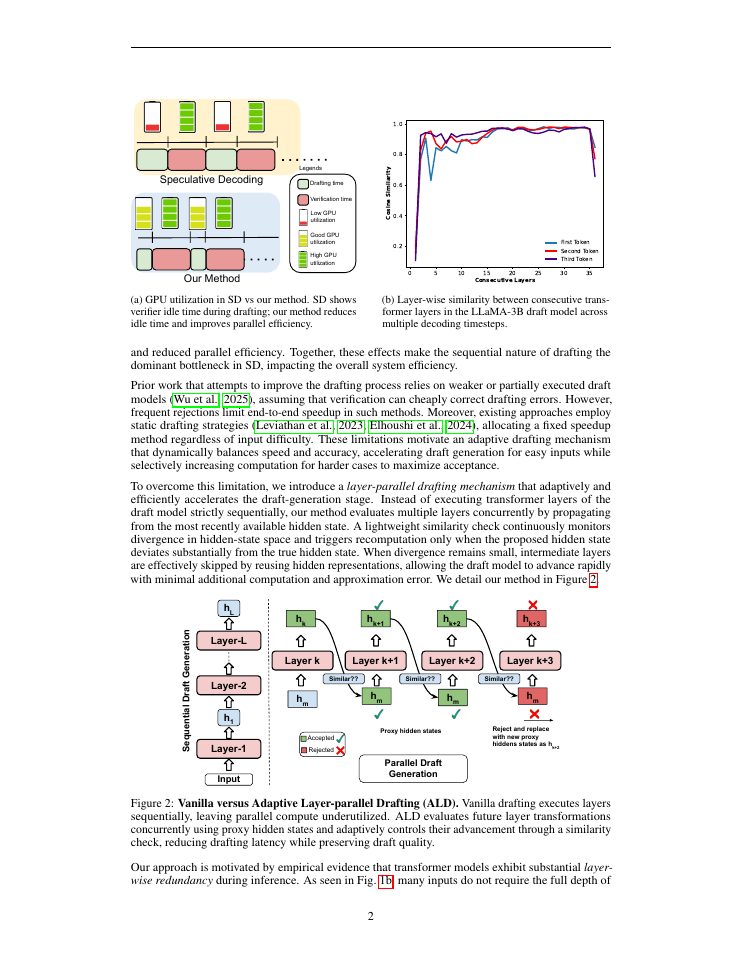 Speculative Decoding
Our Method
Legends
Drafting time
Verification time
Low GPU
utilization
Good GPU
utilization
High GPU
utilization
1.0
0.8
0.6
0.4
0.2
Cosine Similarity
0 5 10 15 20 25 30 35
Consecutive Layers
First Token
Second Token
Third Token
(a) GPU utilization in SD vs our method. SD shows
verifier idle time during drafting; our method reduces
idle time and improves parallel efficiency.
(b) Layer-wise similarity between consecutive trans-
former layers in the LLaMA-3B draft model across
multiple decoding timesteps.
and reduced parallel efficiency. Together, these effects make the sequential nature of drafting the
dominant bottleneck in SD, impacting the overall system efficiency.
Prior work that attempts to improve the drafting process relies on weaker or partially executed draft
models (Wu et al., 2025), assuming that verification can cheaply correct drafting errors. However,
frequent rejections limit end-to-end speedup in such methods. Moreover, existing approaches employ
static drafting strategies (Leviathan et al., 2023; Elhoushi et al., 2024), allocating a fixed speedup
method regardless of input difficulty. These limitations motivate an adaptive drafting mechanism
that dynamically balances speed and accuracy, accelerating draft generation for easy inputs while
selectively increasing computation for harder cases to maximize acceptance.
To overcome this limitation, we introduce a layer-parallel drafting mechanism that adaptively and
efficiently accelerates the draft-generation stage. Instead of executing transformer layers of the
draft model strictly sequentially, our method evaluates multiple layers concurrently by propagating
from the most recently available hidden state. A lightweight similarity check continuously monitors
divergence in hidden-state space and triggers recomputation only when the proposed hidden state
deviates substantially from the true hidden state. When divergence remains small, intermediate layers
are effectively skipped by reusing hidden representations, allowing the draft model to advance rapidly
with minimal additional computation and approximation error. We detail our method in Figure 2.
Sequential Draft Generation
hL
Layer-L
Layer-2
h1
Layer-1
Input
hk hk+1 hk+2 hk+3
Layer k Layer k+1 Layer k+2 Layer k+3
Similar?? Similar?? Similar??
hm hm hm hm
Proxy hidden states
Reject and replace
with new proxy
hiddens states as hk+2
Accepted
Rejected
Parallel Draft
Generation
Figure 2: Vanilla versus Adaptive Layer-parallel Drafting (ALD). Vanilla drafting executes layers
sequentially, leaving parallel compute underutilized. ALD evaluates future layer transformations
concurrently using proxy hidden states and adaptively controls their advancement through a similarity
check, reducing drafting latency while preserving draft quality.
Our approach is motivated by empirical evidence that transformer models exhibit substantial layer-
wise redundancy during inference. As seen in Fig. 1b, many inputs do not require the full depth of
2